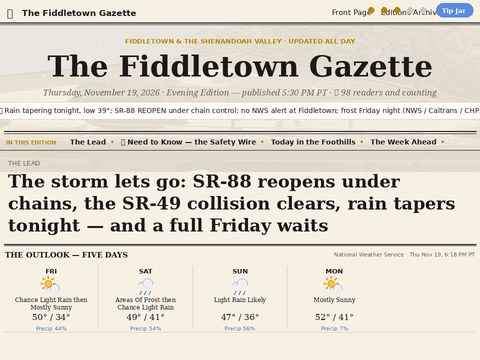 Front Page Editions Archiv
Tip Jar
FIDDLETOWN & THE SHENANDOAH VALLEY · UPDATED ALL DAY
The Fiddletown Gazette
The Fiddletown Gazette
Thursday, November 19, 2026 · Evening Edition — published 5:30 PM PT · 98 readers and counting
Rain tapering tonight, low 39°; SR-88 REOPEN under chain control; no NWS alert at Fiddletown; frost Friday night (NWS / Caltrans / CHP
IN THIS EDITION The Lead • Need to Know — the Safety Wire • Today in the Foothills • The Week Ahead •
THE LEAD
The storm lets go: SR-88 reopens under
chains, the SR-49 collision clears, rain tapers
tonight — and a full Friday waits
THE OUTLOOK — FIVE DAYS
National Weather Service · Thu Nov 19, 6:18 PM PT
FRI SAT SUN MON
Chance Light Rain then Areas Of Frost then Light Rain Likely Mostly Sunny
Mostly Sunny Chance Light Rain
50° / 34° 49° / 41° 47° / 36° 52° / 41°
Precip 44% Precip 54% Precip 56% Precip 7%